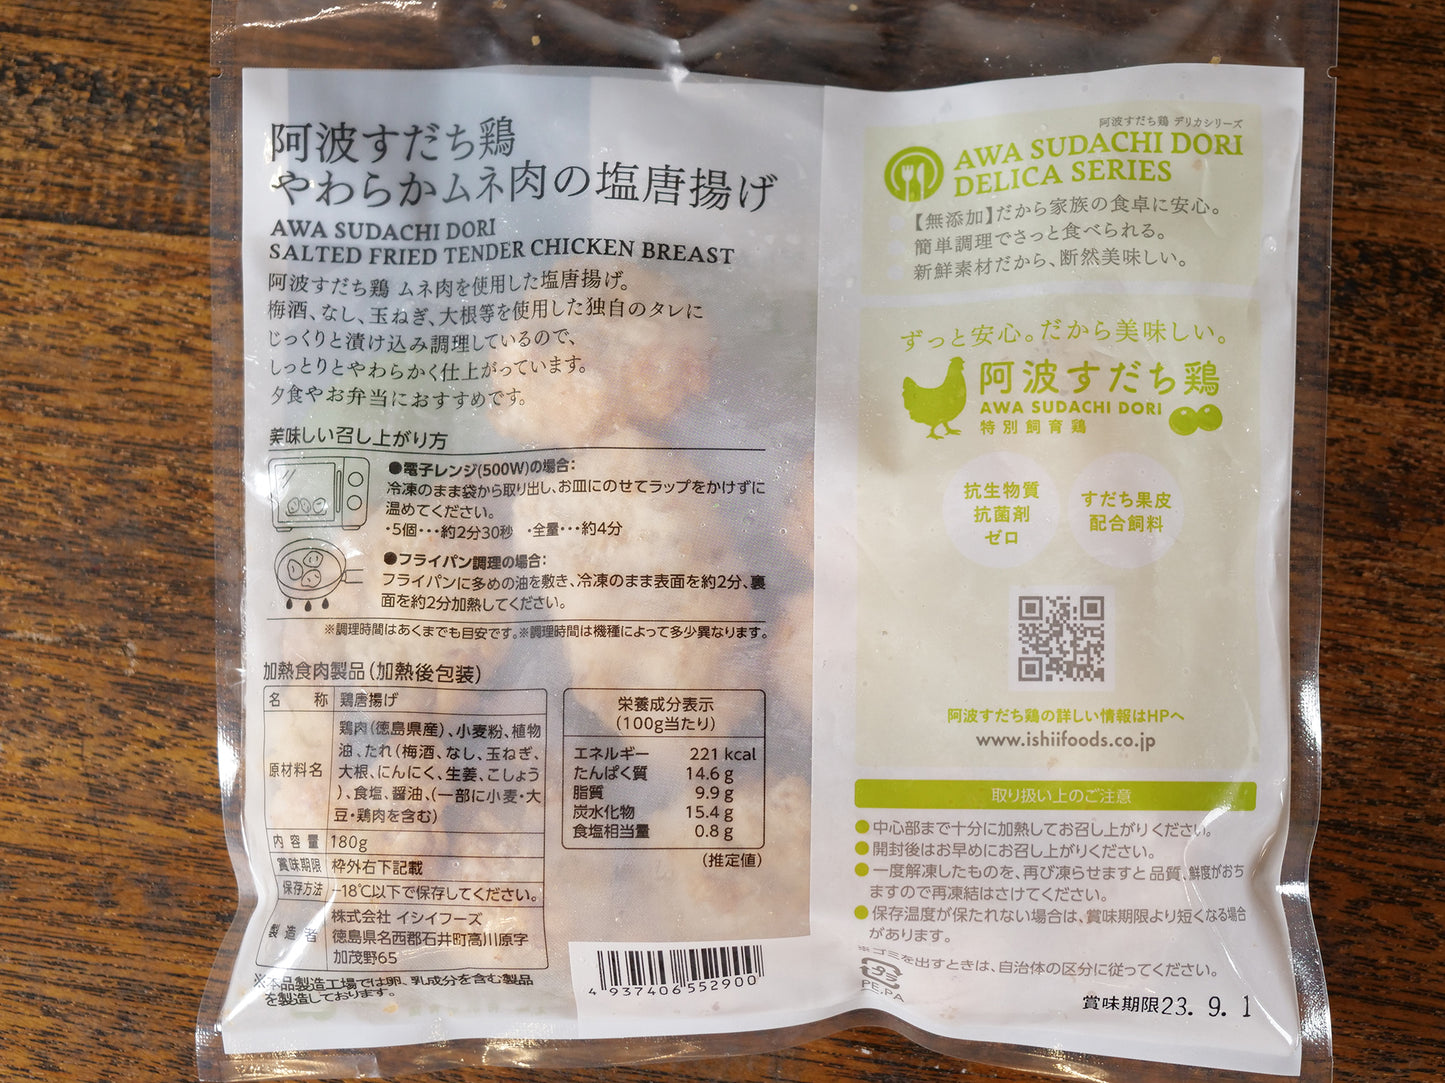 阿波すだち鶏
やわらかムネ肉の塩唐揚げ
AWA SUDACHI DORI
SALTED FRIED TENDER CHICKEN BREAST
阿波すだち鶏 ムネ肉を使用した塩唐揚げ。
梅酒、なし、玉ねぎ、大根等を使用した独自のタレに
じっくりと漬け込み調理しているので、
しっとりとやわらかく仕上がっています。
夕食やお弁当におすすめです。
美味しい召し上がり方
●電子レンジ(500W)の場合:
冷凍のまま袋から取り出し、お皿にのせてラップをかけずに
温めてください。
・5個・・・約2分30秒 ・全量・・・約4分
●フライパン調理の場合:
フライパンに多めの油を敷き、冷凍のまま表面を約2分、裏
面を約2分加熱してください。
※調理時間はあくまでも目安です。※調理時間は機種によって多少異なります。
加熱食肉製品(加熱後包装)
名 称 鶏唐揚げ
原材料名 鶏肉(徳島県産)、小麦粉、植物
油、たれ(梅酒、なし、玉ねぎ、
大根、にんにく、生姜、こしょう
)、食塩、醤油、(一部に小麦・大
豆・鶏肉を含む)
内 容 量 180g
賞味期限 枠外右下記載
保存方法 -18℃以下で保存してください。
製 造 者 株式会社 イシイフーズ
徳島県名西郡石井町高川原字
加茂野65
※本品製造工場では卵、乳成分を含む製品
を製造しております。
栄養成分表示
(100g当たり)
エネルギー 221 kcal
たんぱく質 14.6 g
脂質 9.9 g
炭水化物 15.4 g
食塩相当量 0.8 g
(推定値)
4 937406 552900
阿波すだち鶏 デリカシリーズ
AWA SUDACHI DORI
DELICA SERIES
【無添加】だから家族の食卓に安心。
簡単調理でさっと食べられる。
新鮮素材だから、断然美味しい。
ずっと安心。だから美味しい。
阿波すだち鶏
AWA SUDACHI DORI
特別飼育鶏
抗生物質
抗菌剤
ゼロ
すだち果皮
配合飼料
阿波すだち鶏の詳しい情報はHPへ
www.ishiifoods.co.jp
取り扱い上のご注意
●中心部まで十分に加熱してお召し上がりください。
●開封後はお早めにお召し上がりください。
●一度解凍したものを、再び凍らせますと品質、鮮度がおち
ますので再凍結はさけてください。
●保存温度が保たれない場合は、賞味期限より短くなる場合
があります。
※ゴミを出すときは、自治体の区分に従ってください。
プラ
PE,PA
賞味期限23. 9. 1